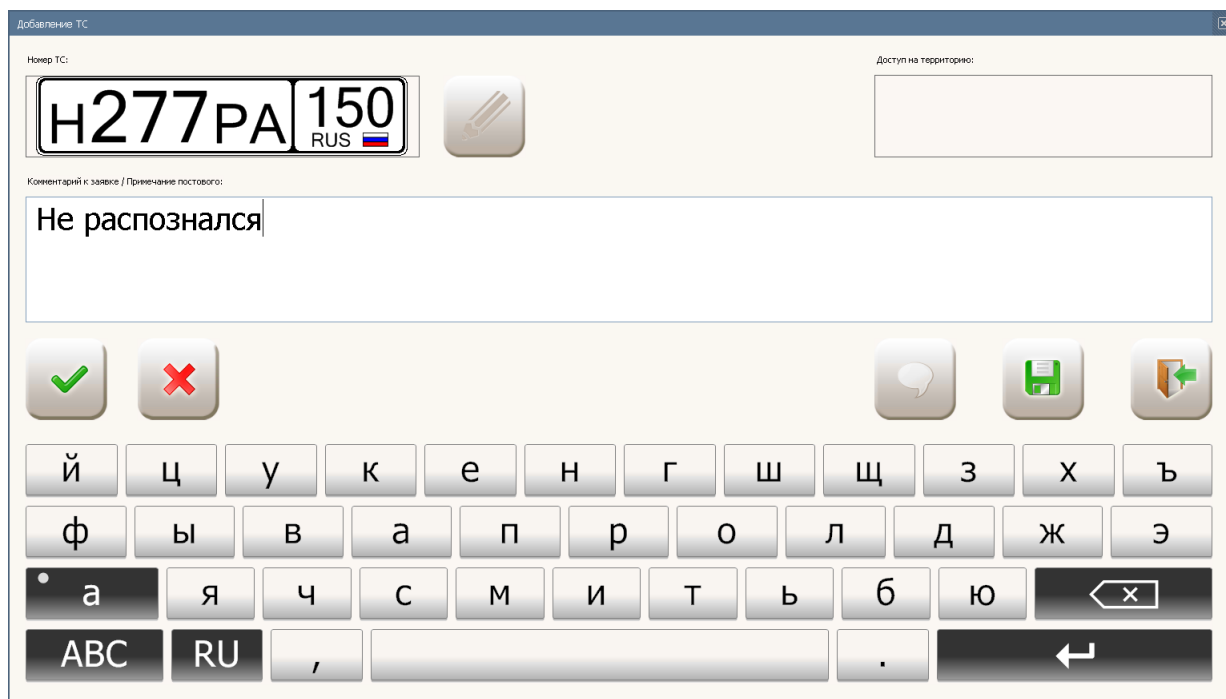 Добавление ТС
Номер ТС:
Доступ на территорию:
Н277РА 150
RUS
Комментарий к заявке / Примечание постового:
Не распознался
й ц у к е н г ш щ з х ъ
ф ы в а п р о л д ж э
а я ч с м и т ь б ю
ABC RU , .